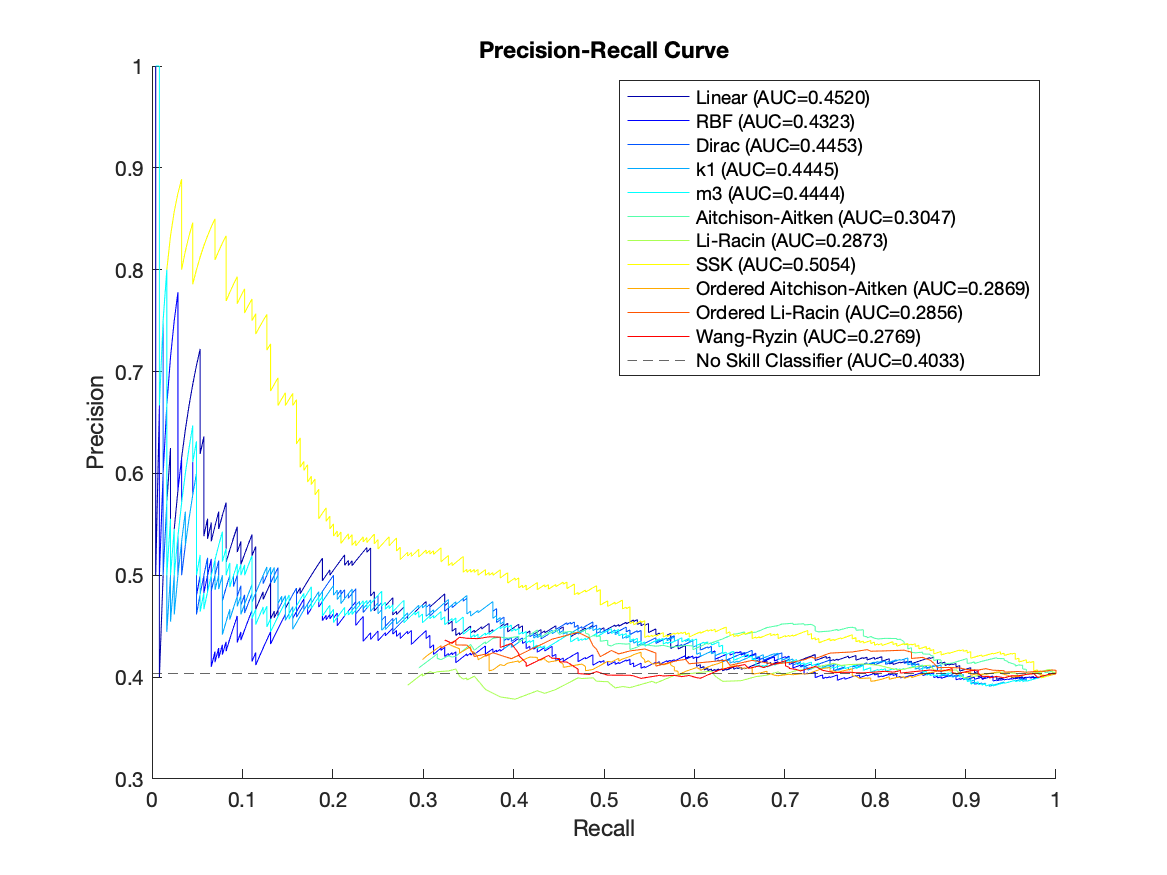 Precision-Recall Curve
Linear (AUC=0.4520)
RBF (AUC=0.4323)
Dirac (AUC=0.4453)
k1 (AUC=0.4445)
m3 (AUC=0.4444)
Aitchison-Aitken (AUC=0.3047)
Li-Racin (AUC=0.2873)
SSK (AUC=0.5054)
Ordered Aitchison-Aitken (AUC=0.2869)
Ordered Li-Racin (AUC=0.2856)
Wang-Ryzin (AUC=0.2769)
No Skill Classifier (AUC=0.4033)
Precision
1
0.9
0.8
0.7
0.6
0.5
0.4
0.3
0 0.1 0.2 0.3 0.4 0.5 0.6 0.7 0.8 0.9 1
Recall